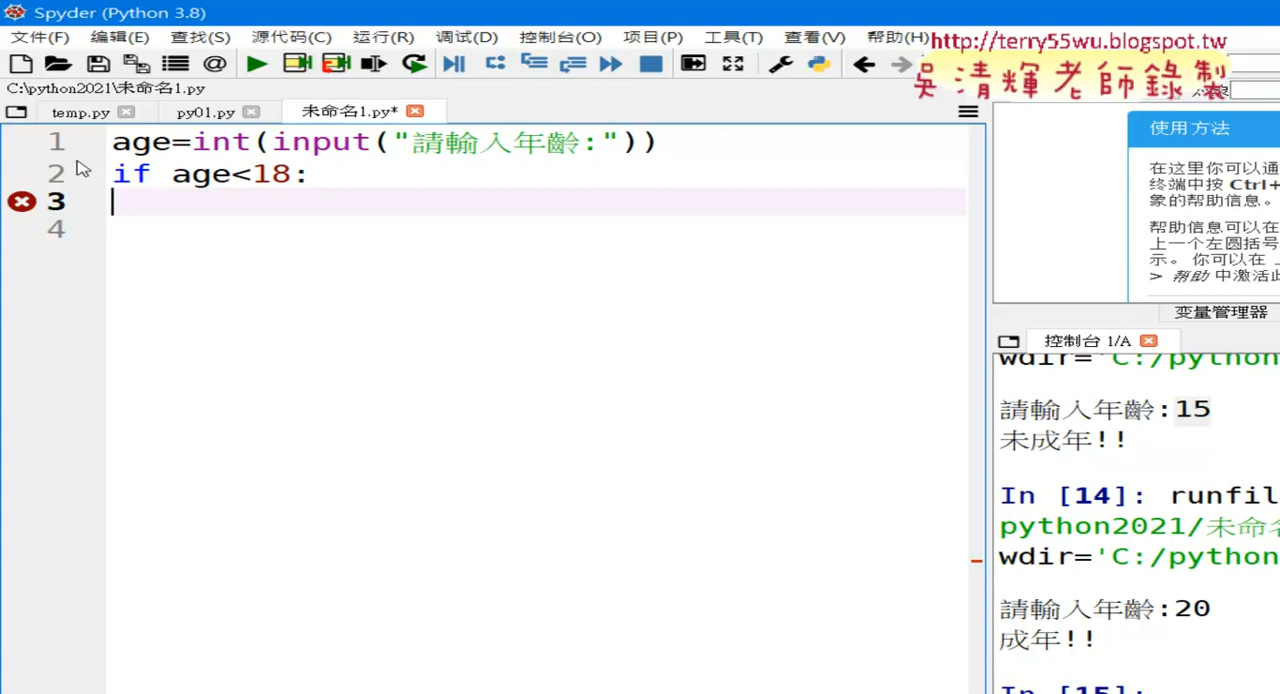 Spyder (Python 3.8)
文件(F) 编辑(E) 查找(S) 源代码(C) 运行(R) 调试(D) 控制台(O) 项目(P) 工具(T) 查看(V) 帮助(H)
http://terry55wu.blogspot.tw
吳清輝老師錄製
C:\python2021\未命名1.py
temp.py py01.py 未命名1.py*
1 age=int(input("請輸入年齡:"))
2 if age<18:
3
4
使用方法
在这里你可以通
终端中按 Ctrl+
象的帮助信息。
帮助信息可以在
上一个左圆括号
示。 你可以在
> 帮助 中激活此
变量管理器
控制台 1/A
wdir='C:/python
請輸入年齡:15
未成年!!
In [14]: runfil
python2021/未命名
wdir='C:/python
請輸入年齡:20
成年!!
In [15]: